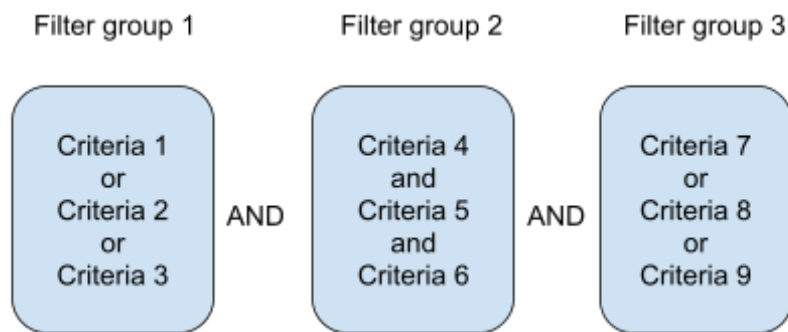 Filter group 1
Filter group 2
Filter group 3
Criteria 1
or
Criteria 2
or
Criteria 3
AND
Criteria 4
and
Criteria 5
and
Criteria 6
AND
Criteria 7
or
Criteria 8
or
Criteria 9